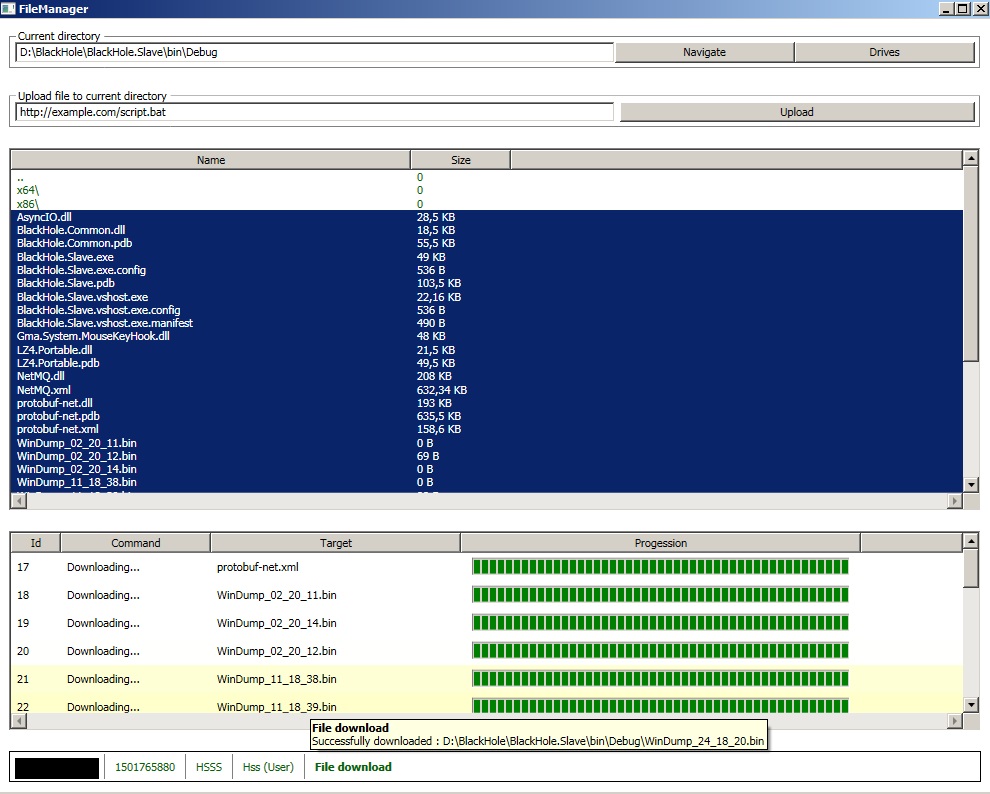 FileManager
Current directory
D:\BlackHole\BlackHole.Slave\bin\Debug
Navigate
Drives
Upload file to current directory
http://example.com/script.bat
Upload
Name Size
.. 0
x64\ 0
x86\ 0
AsyncIO.dll 28,5 KB
BlackHole.Common.dll 18,5 KB
BlackHole.Common.pdb 55,5 KB
BlackHole.Slave.exe 49 KB
BlackHole.Slave.exe.config 536 B
BlackHole.Slave.pdb 103,5 KB
BlackHole.Slave.vshost.exe 22,16 KB
BlackHole.Slave.vshost.exe.config 536 B
BlackHole.Slave.vshost.exe.manifest 490 B
Gma.System.MouseKeyHook.dll 48 KB
LZ4.Portable.dll 21,5 KB
LZ4.Portable.pdb 49,5 KB
NetMQ.dll 208 KB
NetMQ.xml 632,34 KB
protobuf-net.dll 193 KB
protobuf-net.pdb 635,5 KB
protobuf-net.xml 158,6 KB
WinDump_02_20_11.bin 0 B
WinDump_02_20_12.bin 69 B
WinDump_02_20_14.bin 0 B
WinDump_11_18_38.bin 0 B
Id Command Target Progession
17 Downloading... protobuf-net.xml
18 Downloading... WinDump_02_20_11.bin
19 Downloading... WinDump_02_20_14.bin
20 Downloading... WinDump_02_20_12.bin
21 Downloading... WinDump_11_18_38.bin
22 Downloading... WinDump_11_18_39.bin
File download
Successfully downloaded : D:\BlackHole\BlackHole.Slave\bin\Debug\WinDump_24_18_20.bin
1501765880 HSSS Hss (User) File download